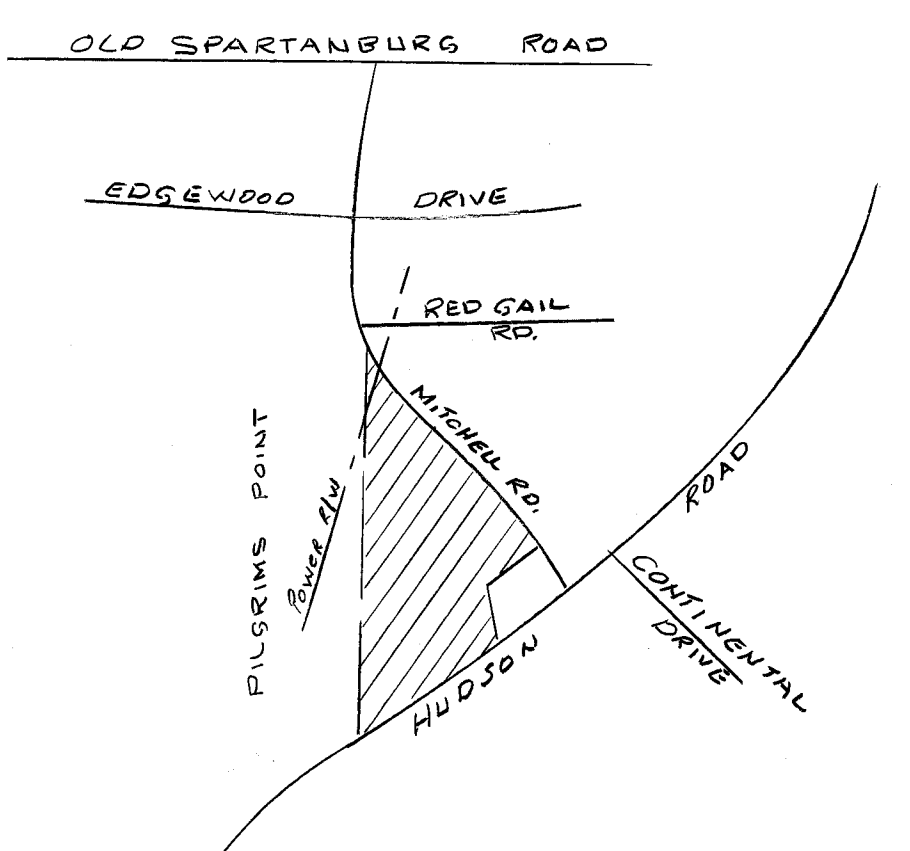 OLD SPARTANBURG ROAD
EDGEWOOD DRIVE
RED GAIL
RD.
MITCHELL RD.
PILGRIMS POINT
POWER R/W
HUDSON ROAD
CONTINENTAL
DRIVE